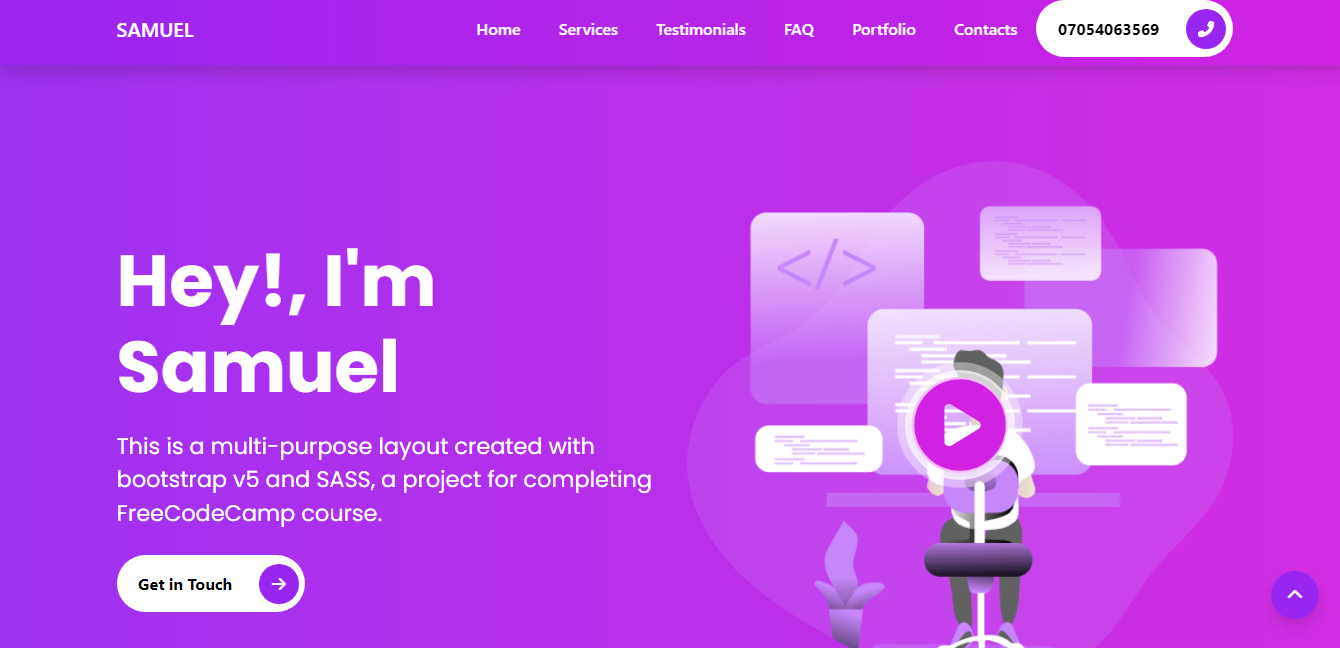 SAMUEL
Home Services Testimonials FAQ Portfolio Contacts 07054063569
Hey!, I'm
Samuel
This is a multi-purpose layout created with
bootstrap v5 and SASS, a project for completing
FreeCodeCamp course.
Get in Touch
</>